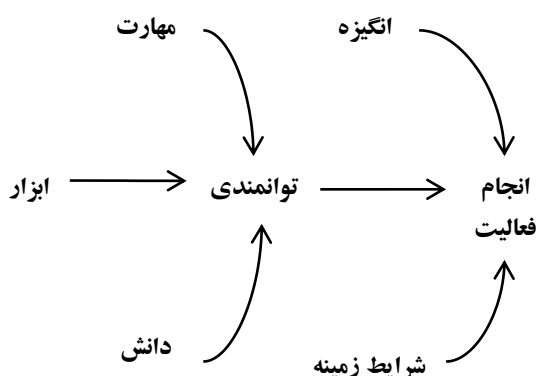 انگیزه
مهارت
انجام
فعالیت
توانمندی
ابزار
شرایط زمینه
دانش